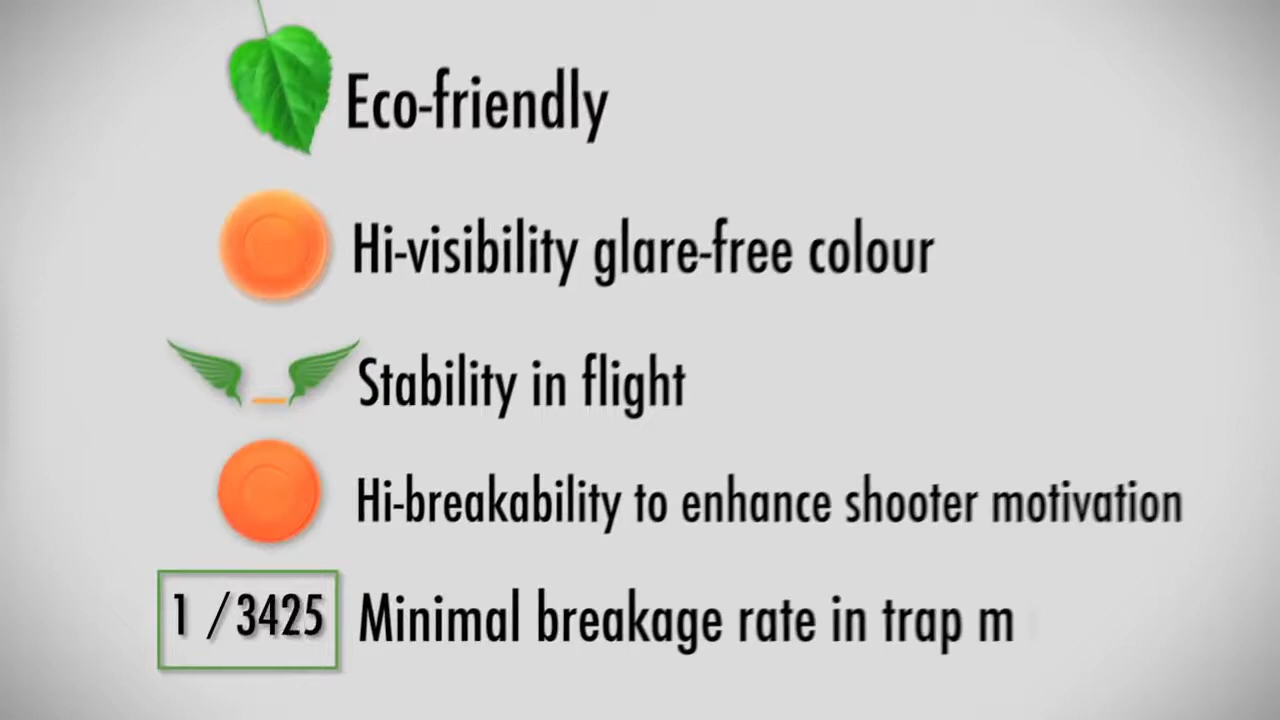 Eco-friendly
Hi-visibility glare-free colour
Stability in flight
Hi-breakability to enhance shooter motivation
1 /3425 Minimal breakage rate in trap m